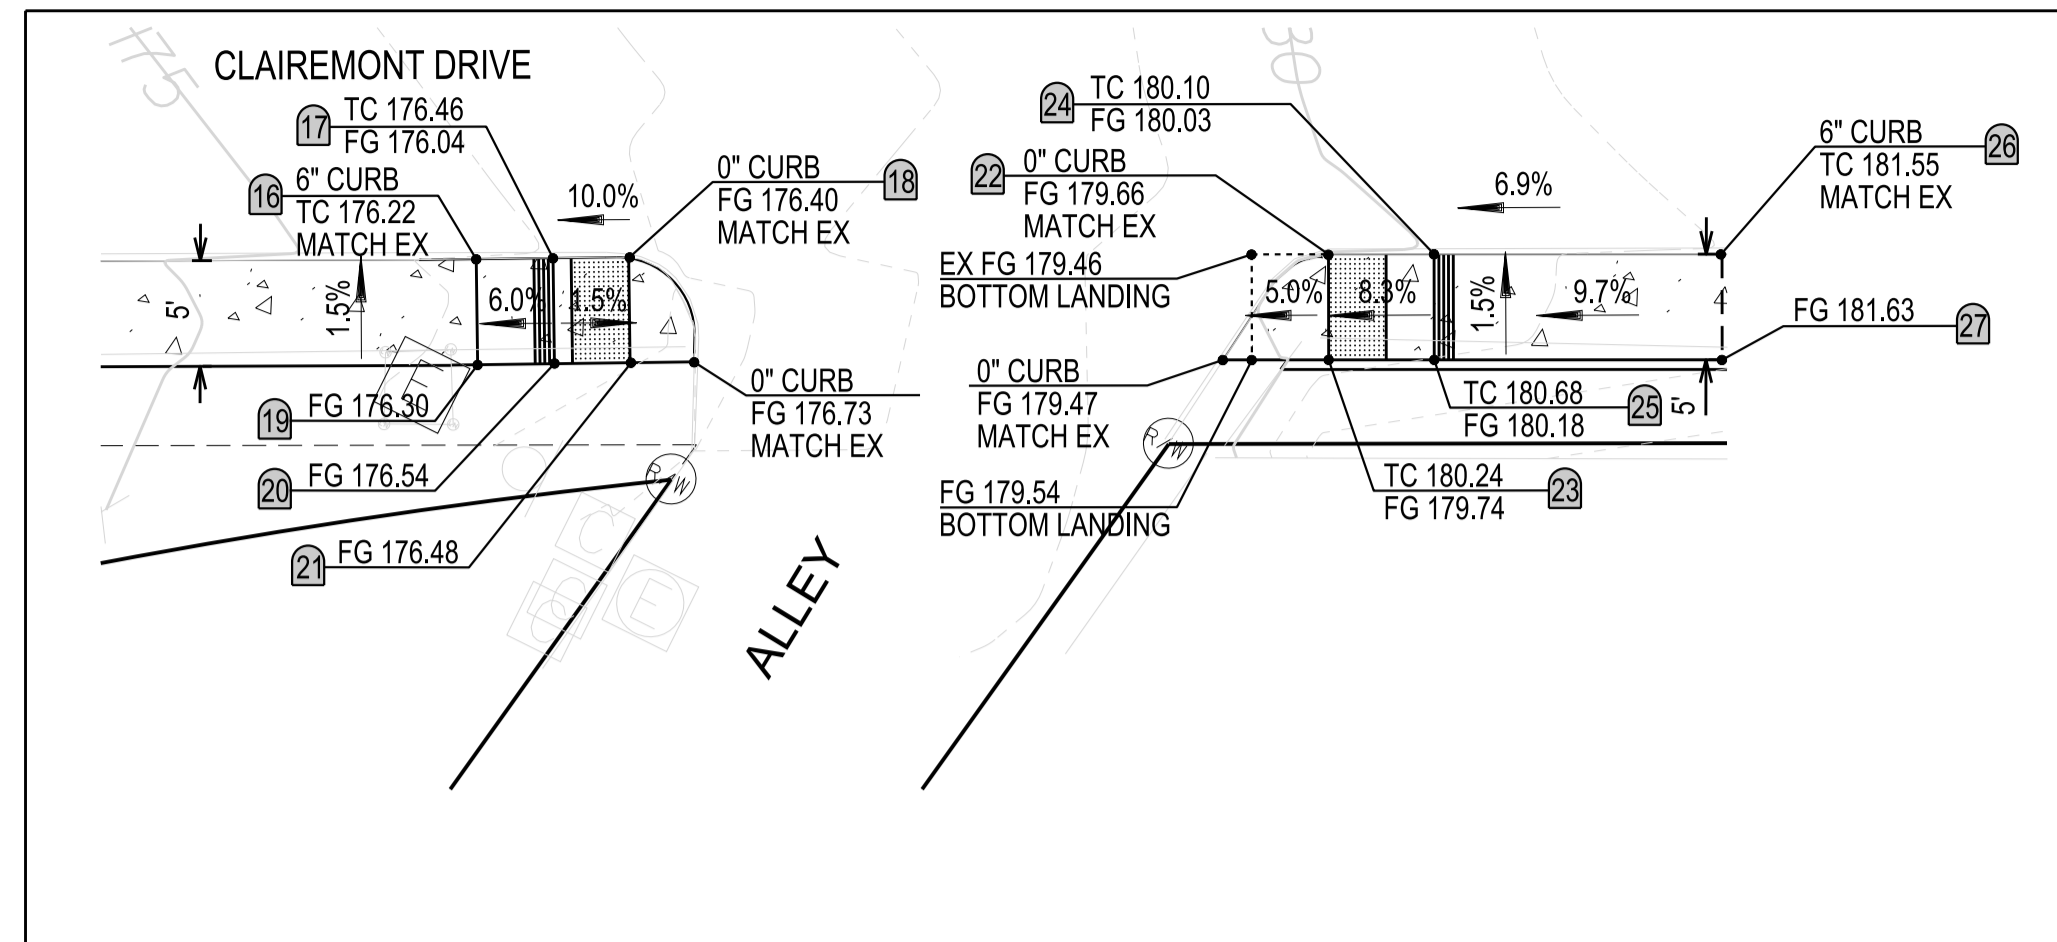 175
30
CLAIREMONT DRIVE
17
TC 176.46
FG 176.04
16
6" CURB
TC 176.22
MATCH EX
10.0%
0" CURB
18
FG 176.40
MATCH EX
5'
1.5%
6.0%
1.5%
19
FG 176.30
20
FG 176.54
21
FG 176.48
0" CURB
FG 176.73
MATCH EX
R/W
C
E
ALLEY
24
TC 180.10
FG 180.03
22
0" CURB
FG 179.66
MATCH EX
6.9%
6" CURB
26
TC 181.55
MATCH EX
EX FG 179.46
BOTTOM LANDING
5.0%
8.3%
1.5%
9.7%
FG 181.63
27
0" CURB
FG 179.47
MATCH EX
TC 180.68
25
FG 180.18
5'
R/W
FG 179.54
BOTTOM LANDING
TC 180.24
23
FG 179.74